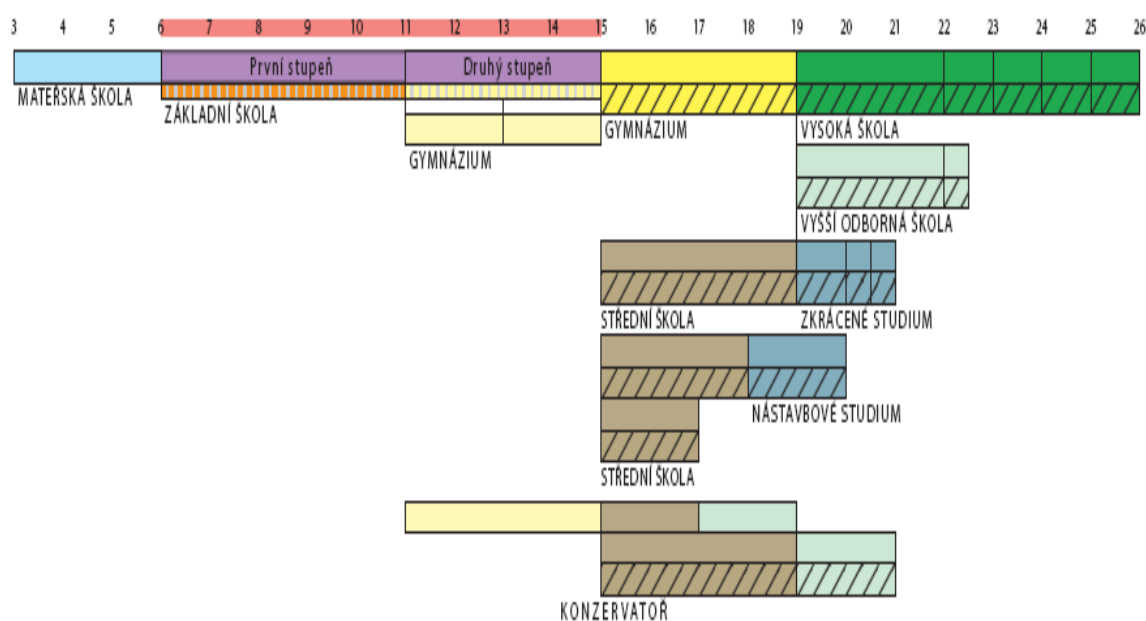 3 4 5 6 7 8 9 10 11 12 13 14 15 16 17 18 19 20 21 22 23 24 25 26
První stupeň Druhý stupeň
MATEŘSKÁ ŠKOLA
ZÁKLADNÍ ŠKOLA
GYMNÁZIUM
GYMNÁZIUM
VYSOKÁ ŠKOLA
VYŠŠÍ ODBORNÁ ŠKOLA
STŘEDNÍ ŠKOLA
ZKRÁCENÉ STUDIUM
NÁSTAVBOVÉ STUDIUM
STŘEDNÍ ŠKOLA
KONZERVATOŘ